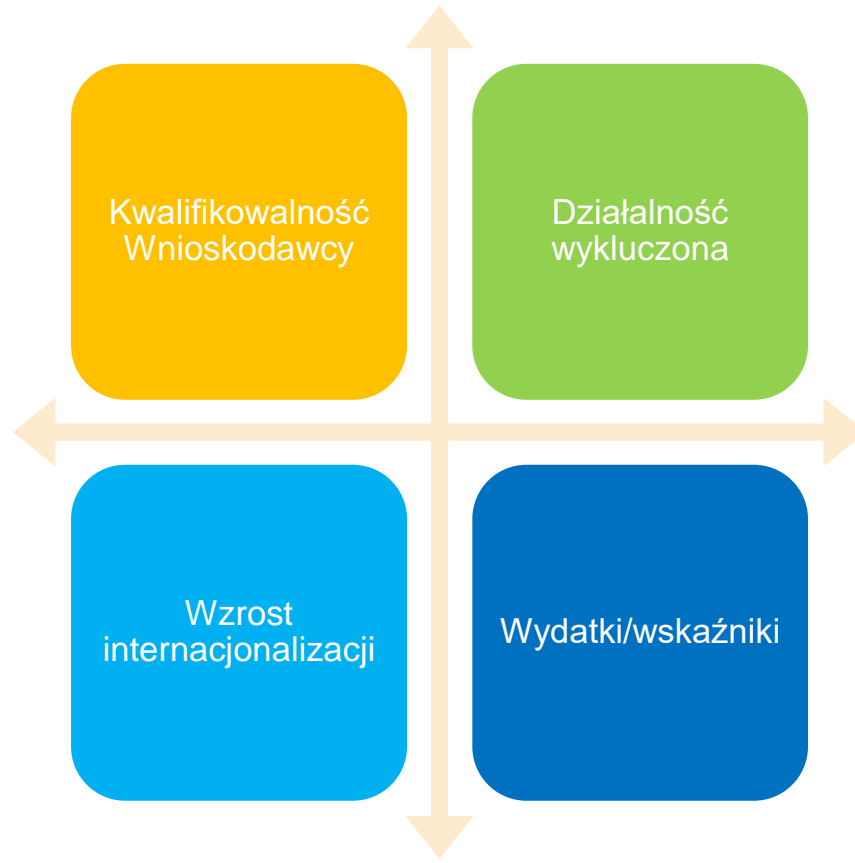 Kwalifikowalność
Wnioskodawcy
Działalność
wykluczona
Wzrost
internacjonalizacji
Wydatki/wskaźniki